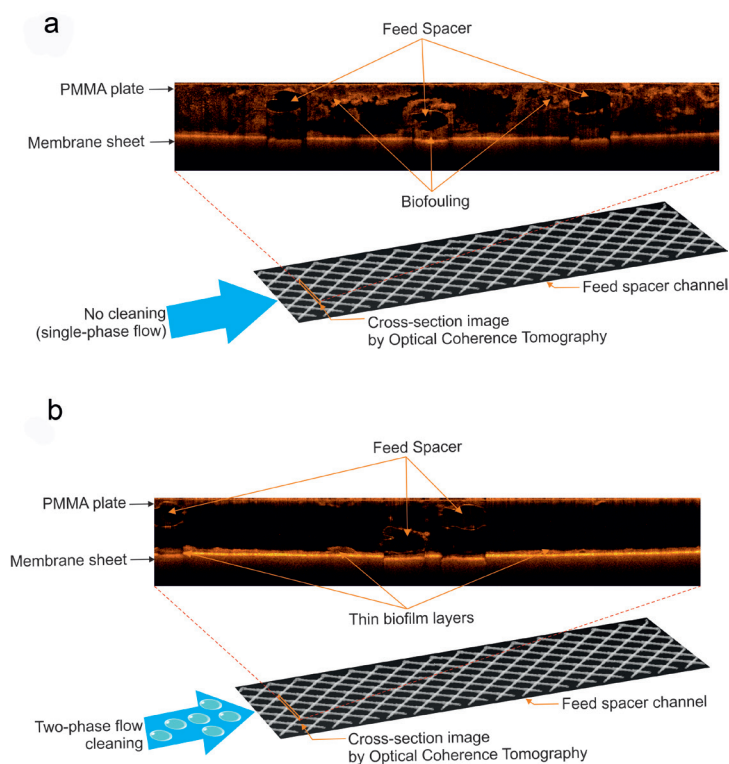 a
Feed Spacer
PMMA plate
Membrane sheet
Biofouling
Feed spacer channel
No cleaning
(single-phase flow)
Cross-section image
by Optical Coherence Tomography
b
Feed Spacer
PMMA plate
Membrane sheet
Thin biofilm layers
Feed spacer channel
Two-phase flow
cleaning
Cross-section image
by Optical Coherence Tomography